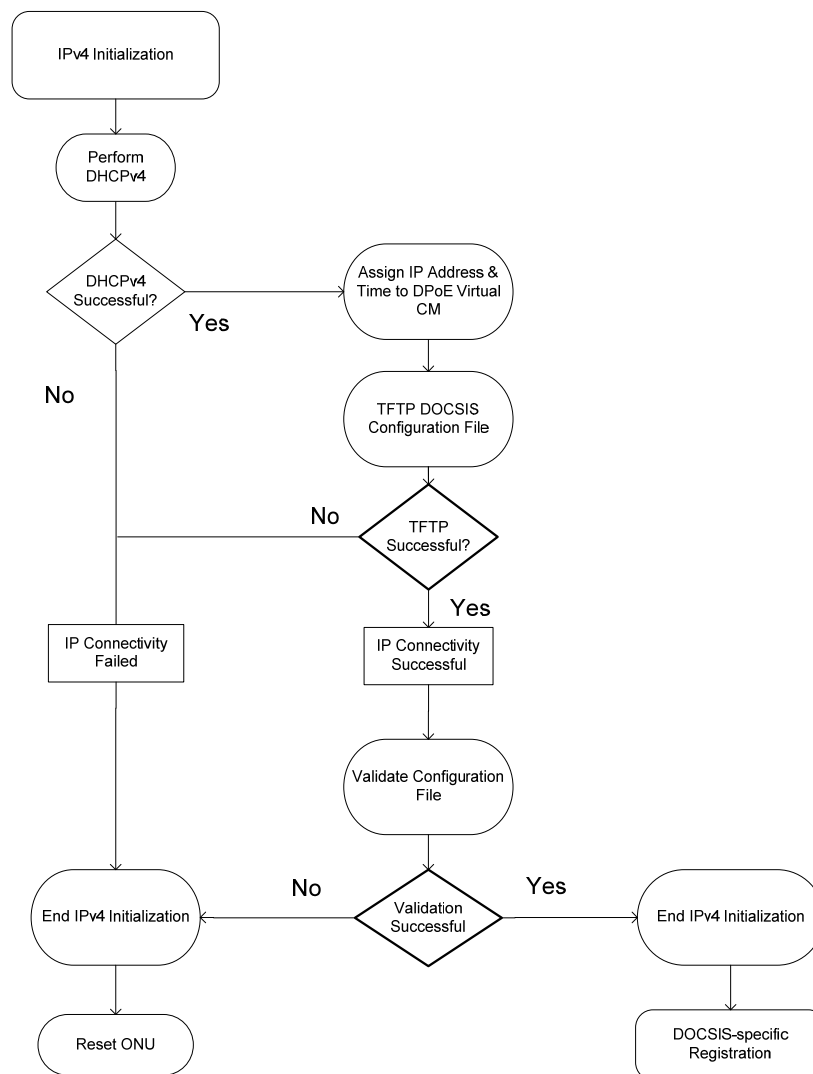 IPv4 Initialization
Perform
DHCPv4
DHCPv4
Successful?
Yes
No
Assign IP Address &
Time to DPoE Virtual
CM
TFTP DOCSIS
Configuration File
TFTP
Successful?
No
Yes
IP Connectivity
Failed
IP Connectivity
Successful
Validate Configuration
File
Validation
Successful
No
Yes
End IPv4 Initialization
End IPv4 Initialization
Reset ONU
DOCSIS-specific
Registration